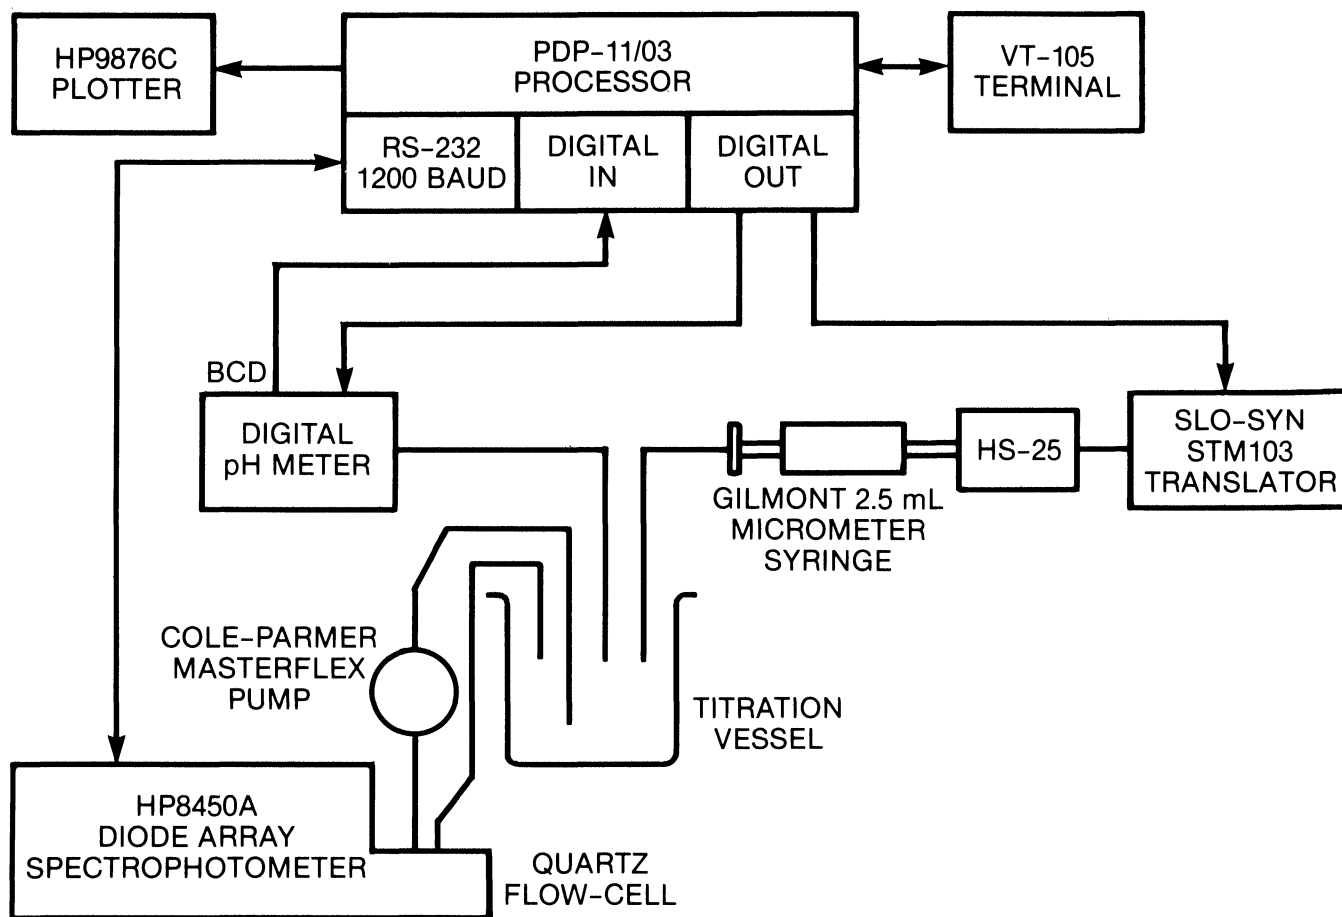 HP9876C
PLOTTER
PDP-11/03
PROCESSOR
VT-105
TERMINAL
RS-232
1200 BAUD
DIGITAL
IN
DIGITAL
OUT
BCD
DIGITAL
pH METER
GILMONT 2.5 mL
MICROMETER
SYRINGE
HS-25
SLO-SYN
STM103
TRANSLATOR
COLE-PARMER
MASTERFLEX
PUMP
TITRATION
VESSEL
HP8450A
DIODE ARRAY
SPECTROPHOTOMETER
QUARTZ
FLOW-CELL